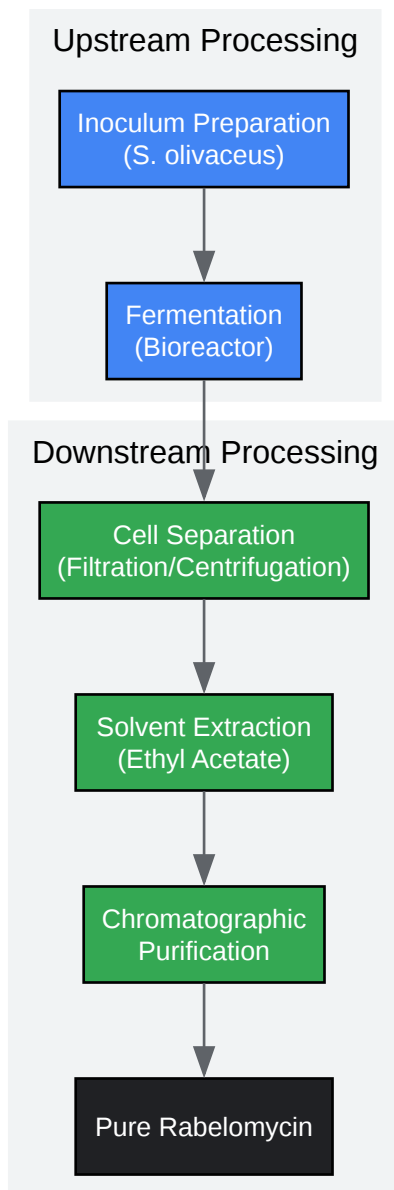 Upstream Processing
Inoculum Preparation
(S. olivaceus)
Fermentation
(Bioreactor)
Downstream Processing
Cell Separation
(Filtration/Centrifugation)
Solvent Extraction
(Ethyl Acetate)
Chromatographic
Purification
Pure Rabelomycin